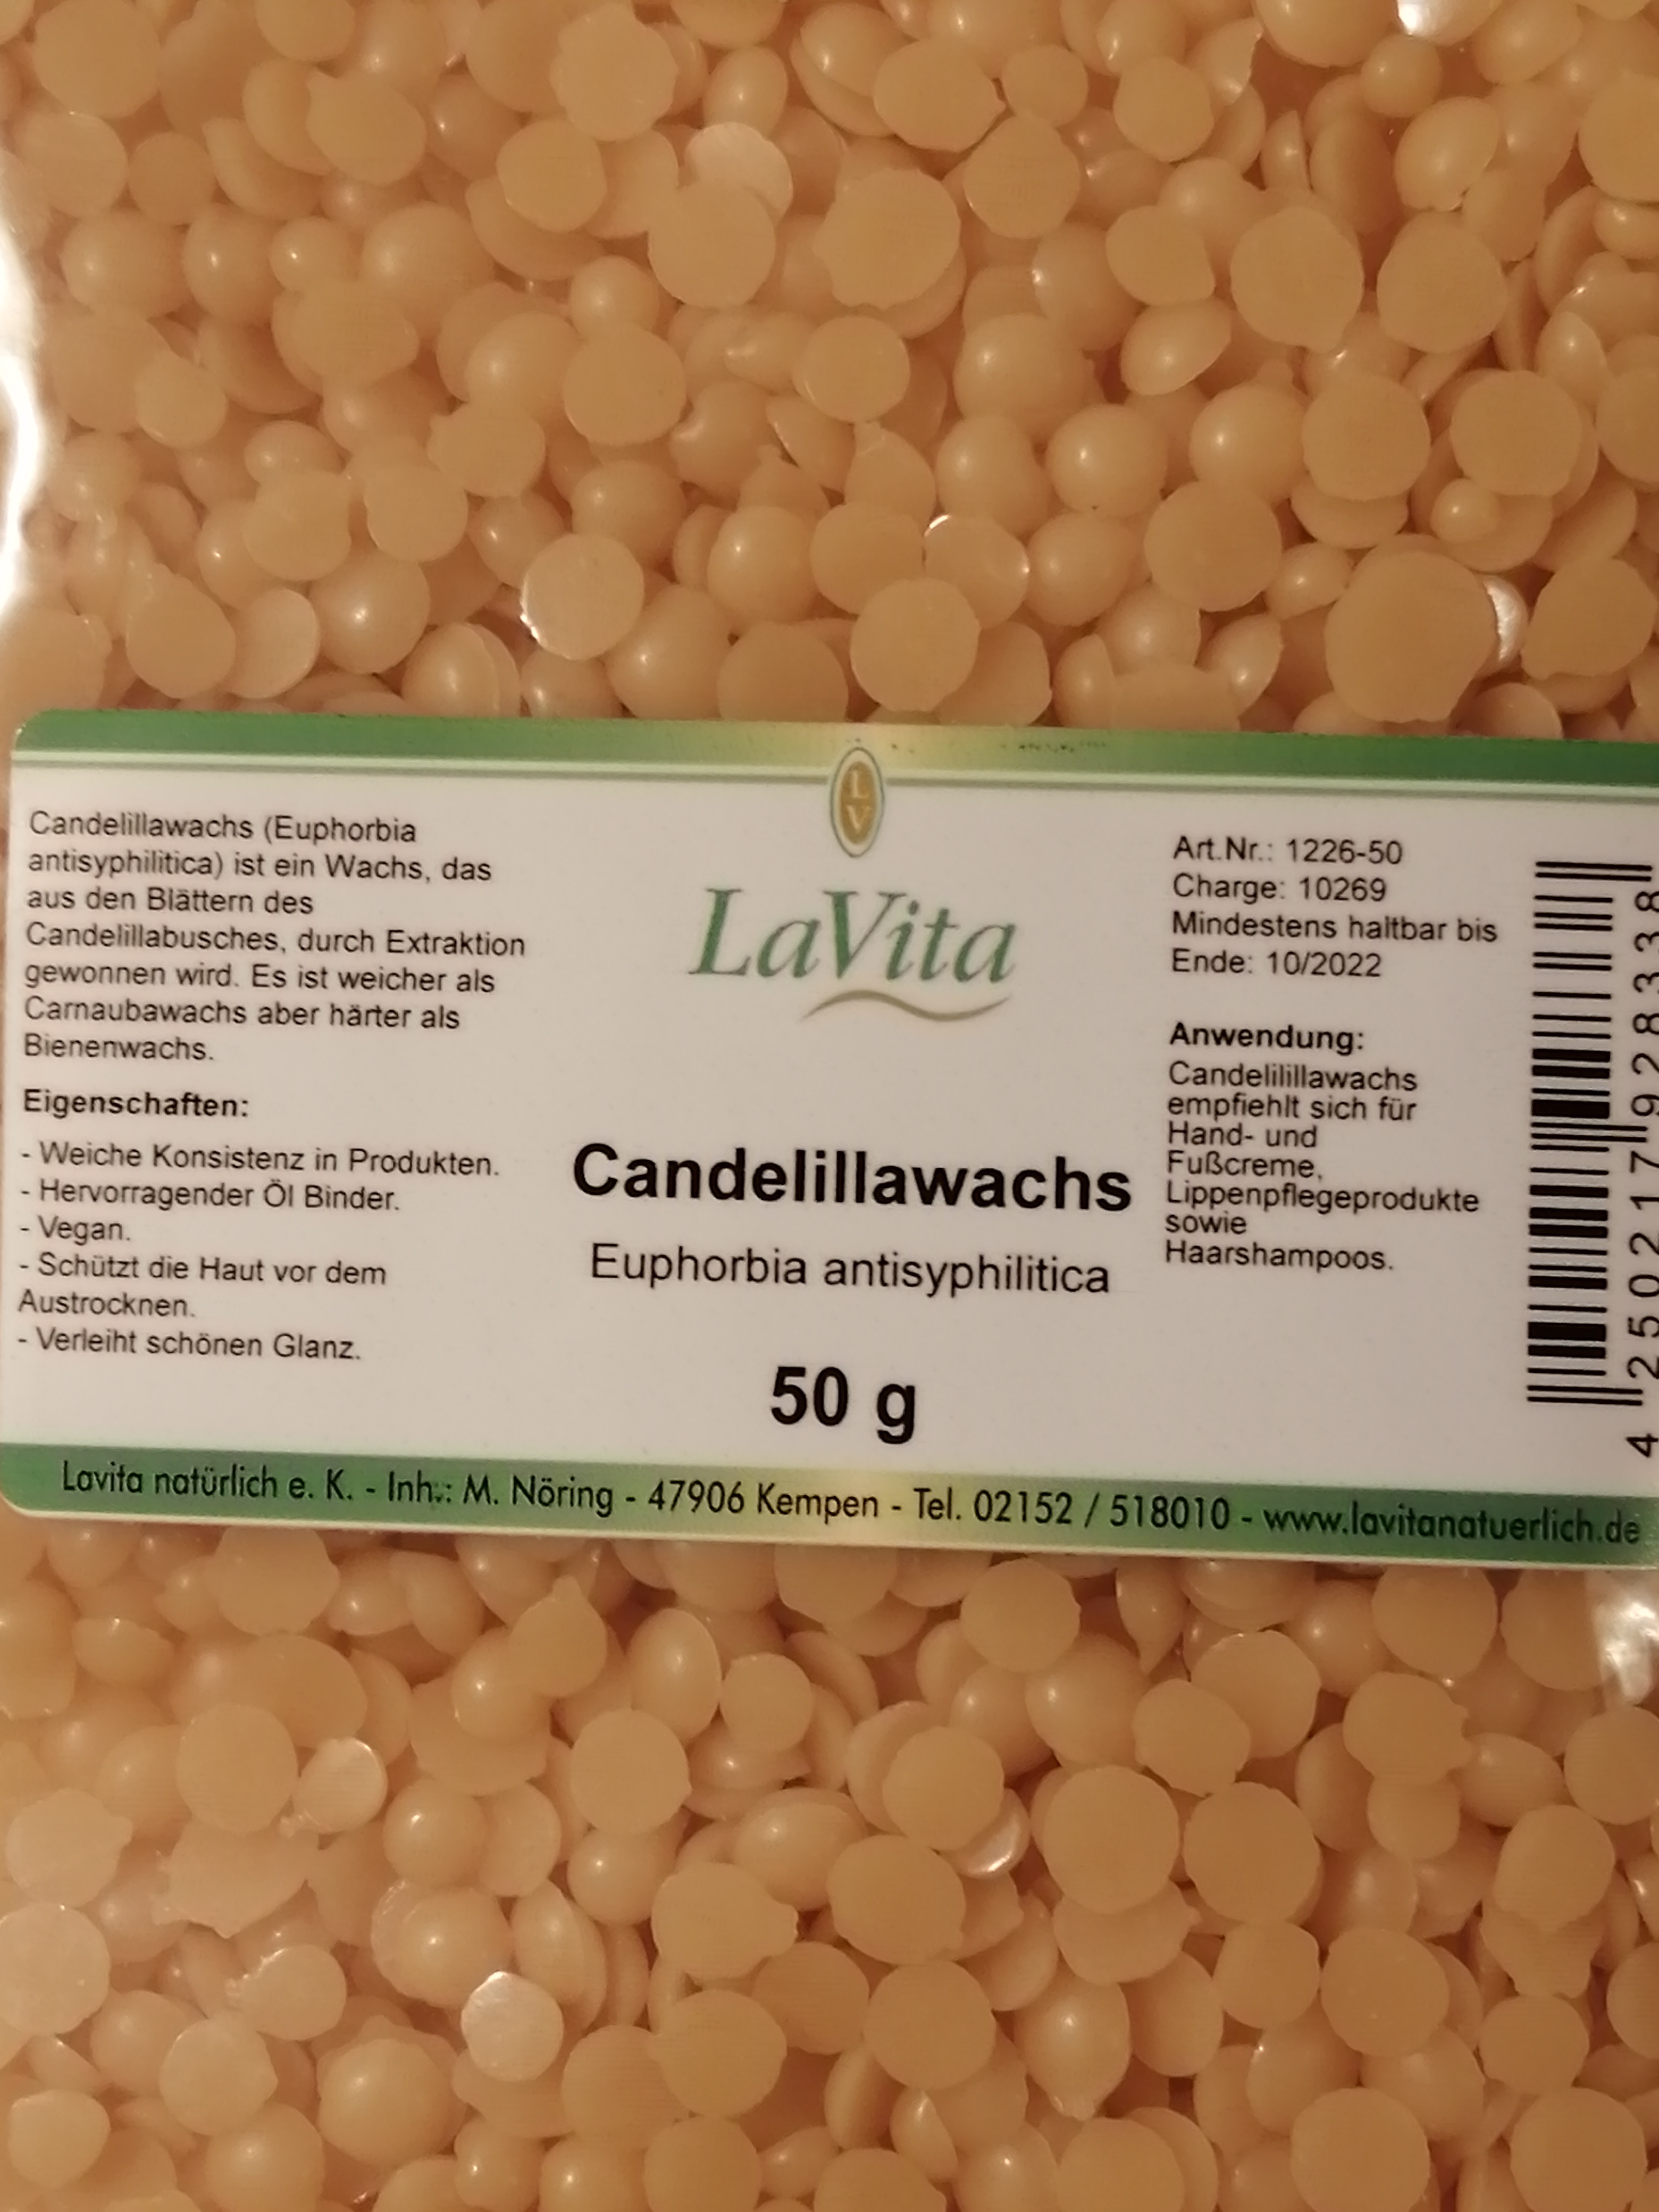 Candelillawachs (Euphorbia
antisyphilitica) ist ein Wachs, das
aus den Blättern des
Candelillabusches, durch Extraktion
gewonnen wird. Es ist weicher als
Carnaubawachs aber härter als
Bienenwachs.
Eigenschaften:
- Weiche Konsistenz in Produkten.
- Hervorragender Öl Binder.
- Vegan.
- Schützt die Haut vor dem
Austrocknen.
- Verleiht schönen Glanz.
L
V
LaVita
Candelillawachs
Euphorbia antisyphilitica
50 g
Art.Nr.: 1226-50
Charge: 10269
Mindestens haltbar bis
Ende: 10/2022
Anwendung:
Candelilillawachs
empfiehlt sich für
Hand- und
Fußcreme,
Lippenpflegeprodukte
sowie
Haarshampoos.
4 250217 928338
Lavita natürlich e. K. - Inh.: M. Nöring - 47906 Kempen - Tel. 02152 / 518010 - www.lavitanatuerlich.de